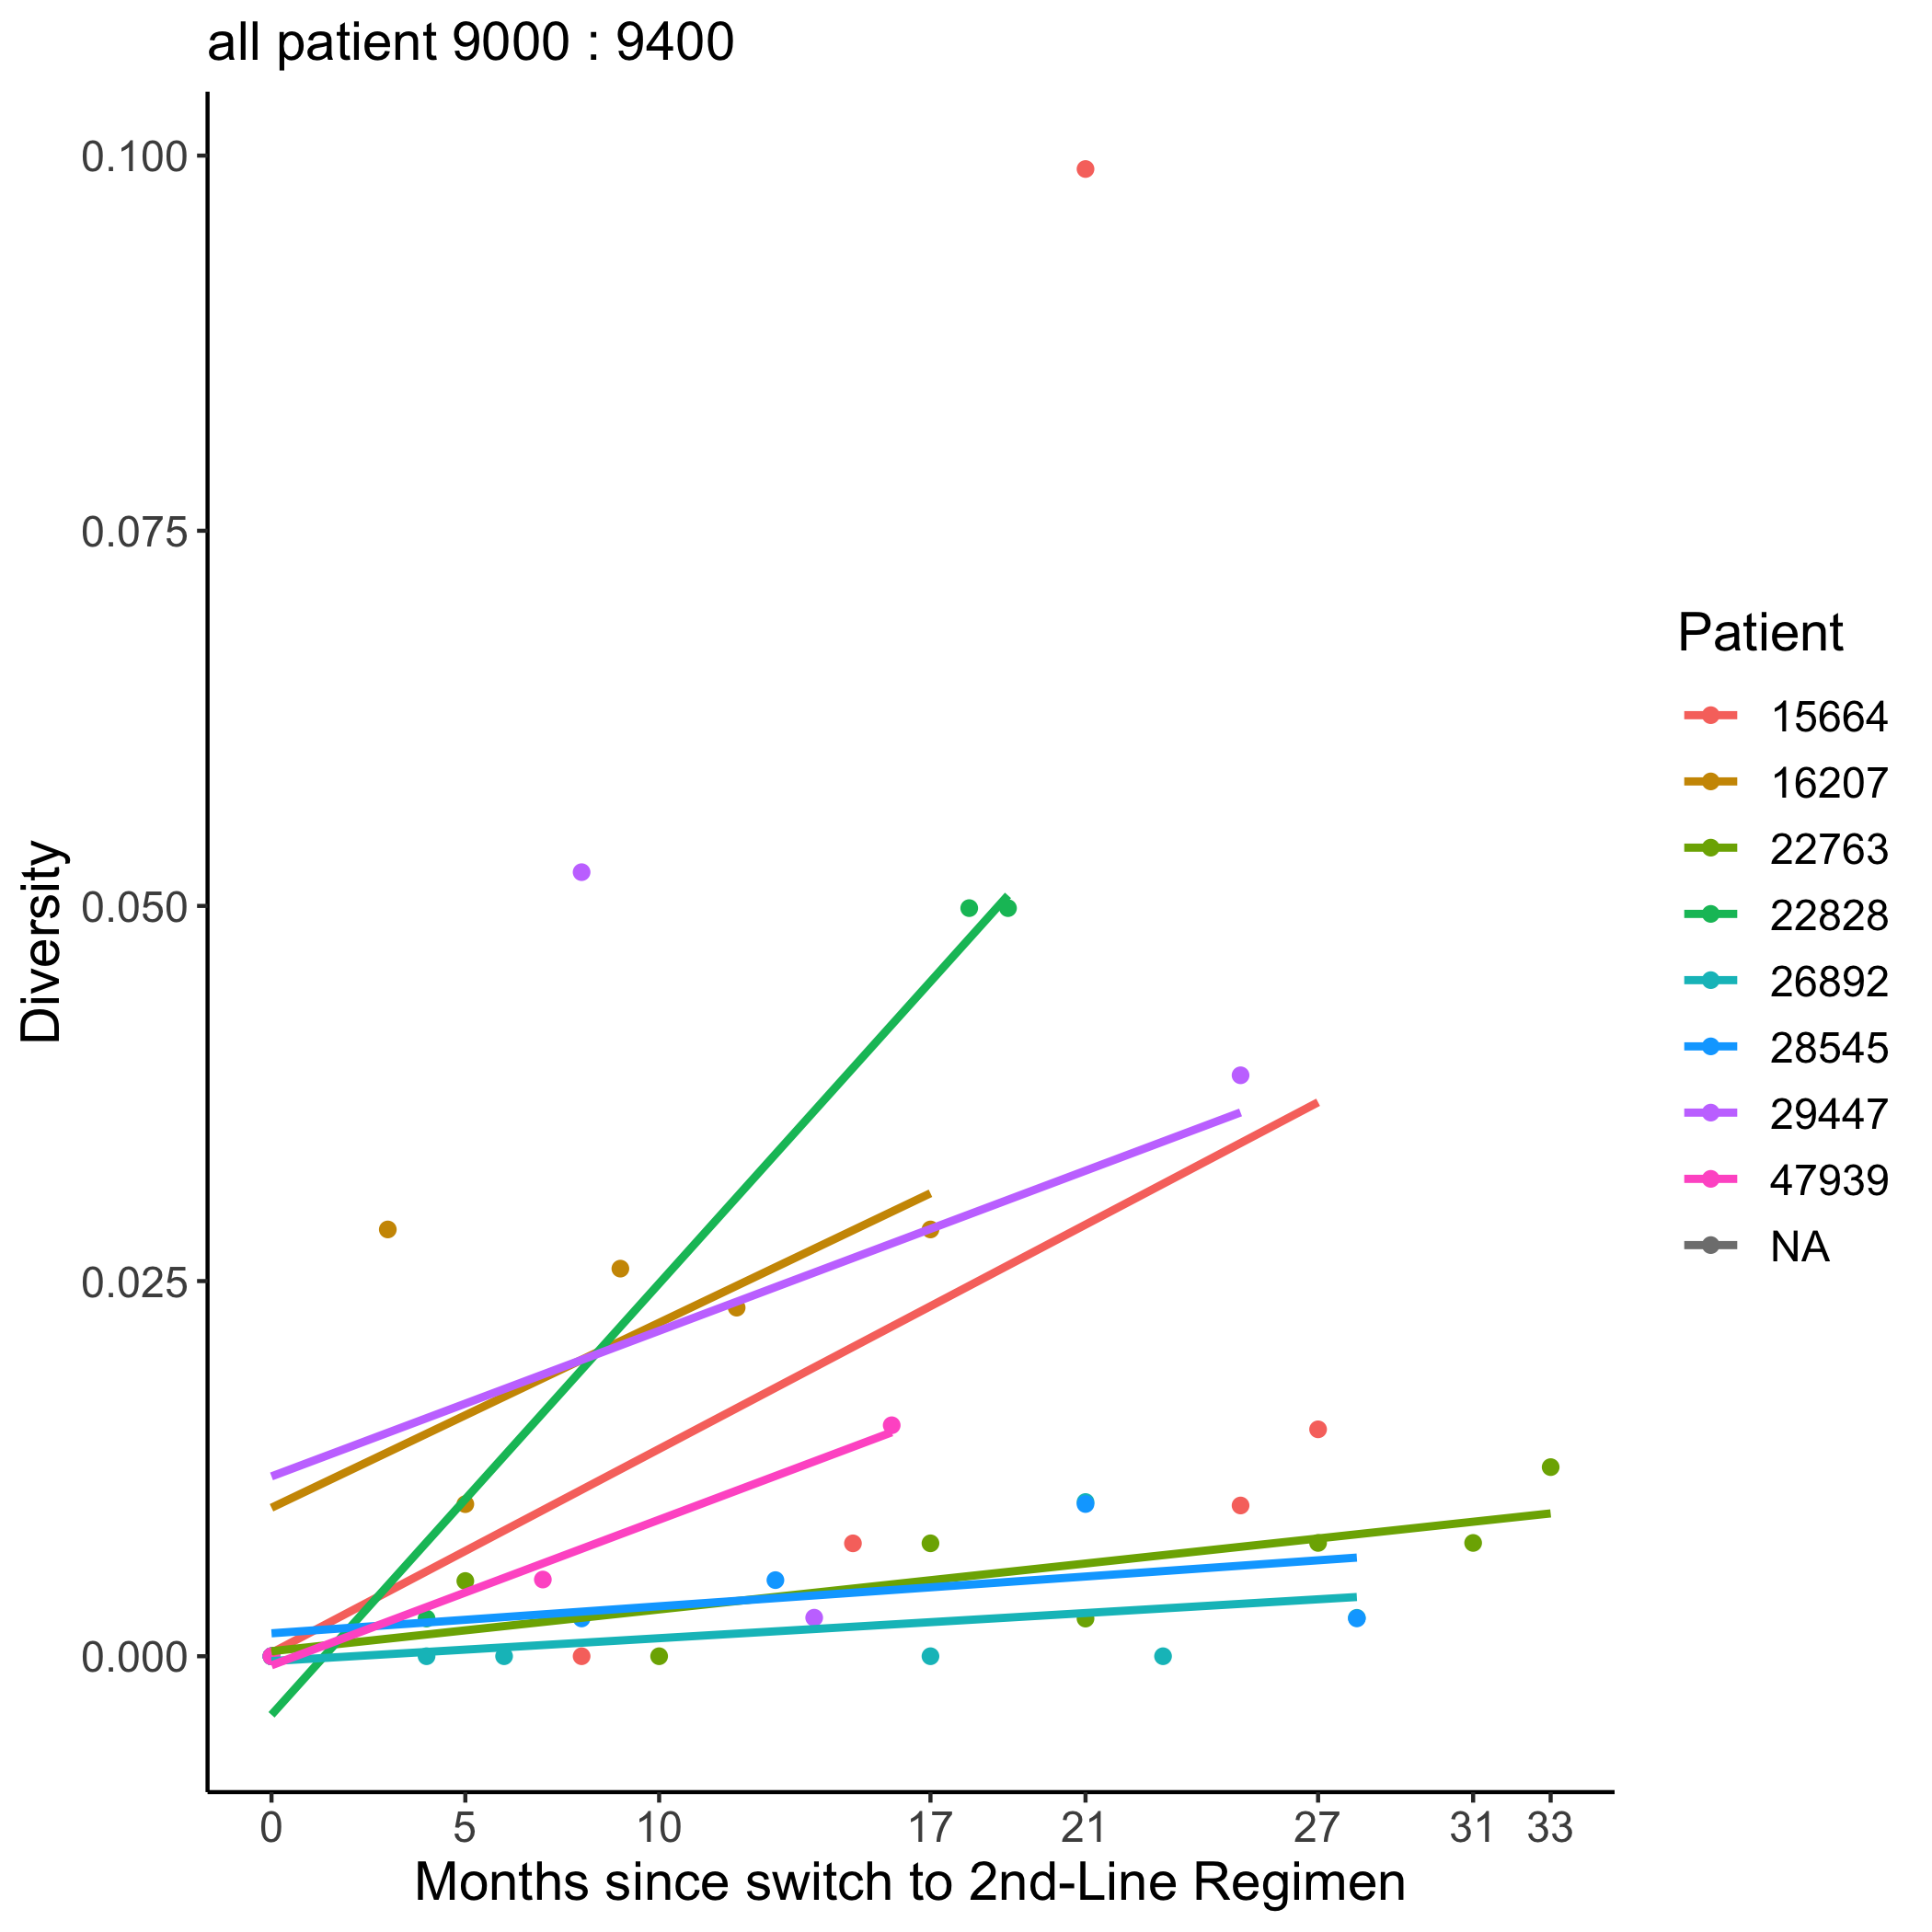 all patient 9000 : 9400
0.100
0.075
0.050
0.025
0.000
Diversity
0 5 10 17 21 27 31 33
Months since switch to 2nd-Line Regimen
Patient
15664
16207
22763
22828
26892
28545
29447
47939
NA